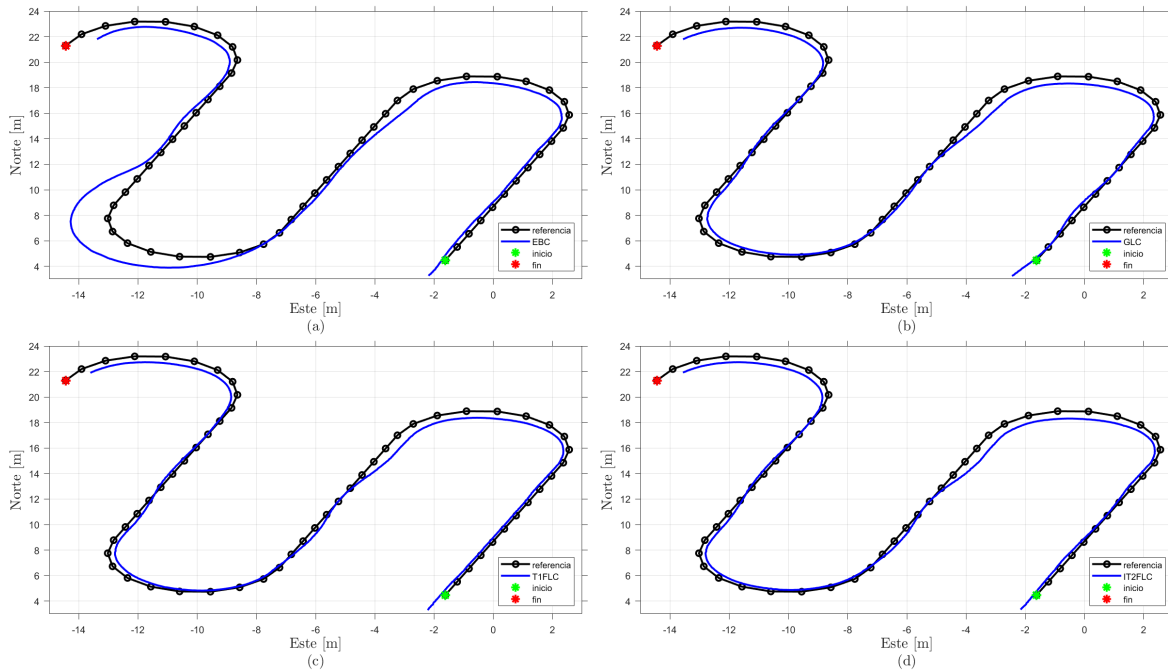 24
22
20
18
16
14
12
10
8
6
4
Norte [m]
-14 -12 -10 -8 -6 -4 -2 0 2
Este [m]
(a)
referencia
EBC
inicio
fin
24
22
20
18
16
14
12
10
8
6
4
Norte [m]
-14 -12 -10 -8 -6 -4 -2 0 2
Este [m]
(b)
referencia
GLC
inicio
fin
24
22
20
18
16
14
12
10
8
6
4
Norte [m]
-14 -12 -10 -8 -6 -4 -2 0 2
Este [m]
(c)
referencia
T1FLC
inicio
fin
24
22
20
18
16
14
12
10
8
6
4
Norte [m]
-14 -12 -10 -8 -6 -4 -2 0 2
Este [m]
(d)
referencia
IT2FLC
inicio
fin